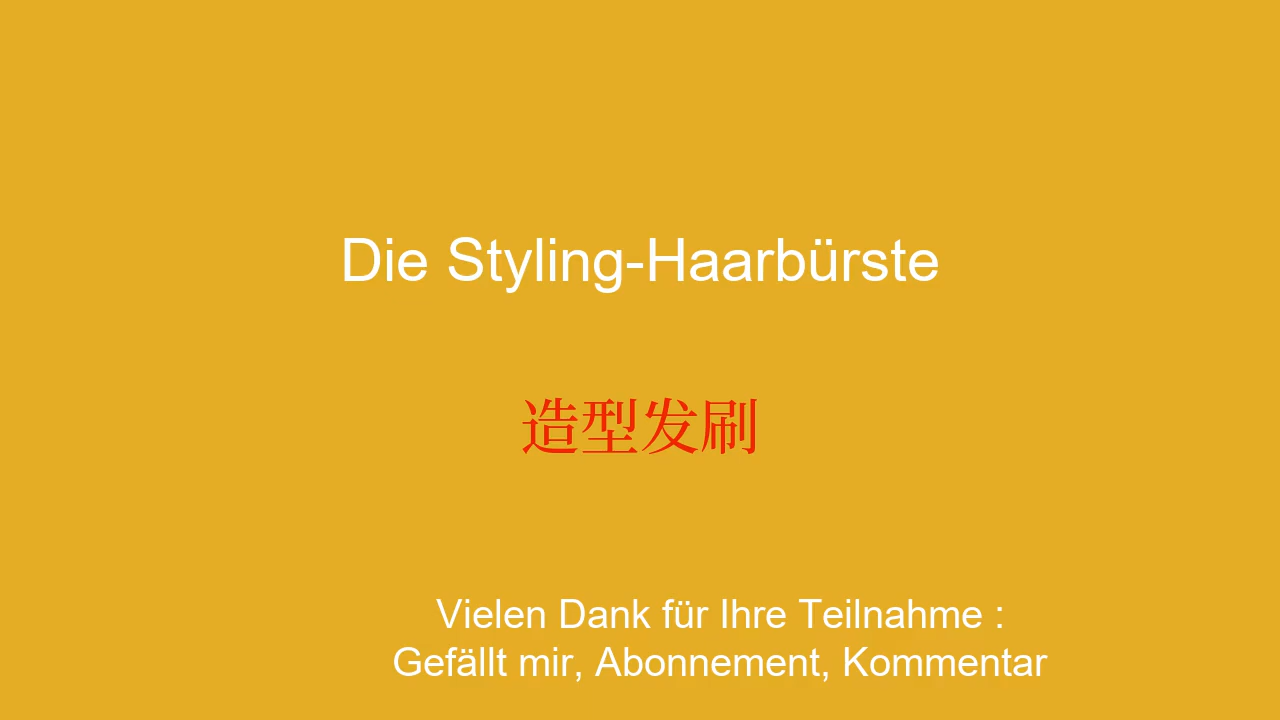 Die Styling-Haarbürste
造型发刷
Vielen Dank für Ihre Teilnahme :
Gefällt mir, Abonnement, Kommentar